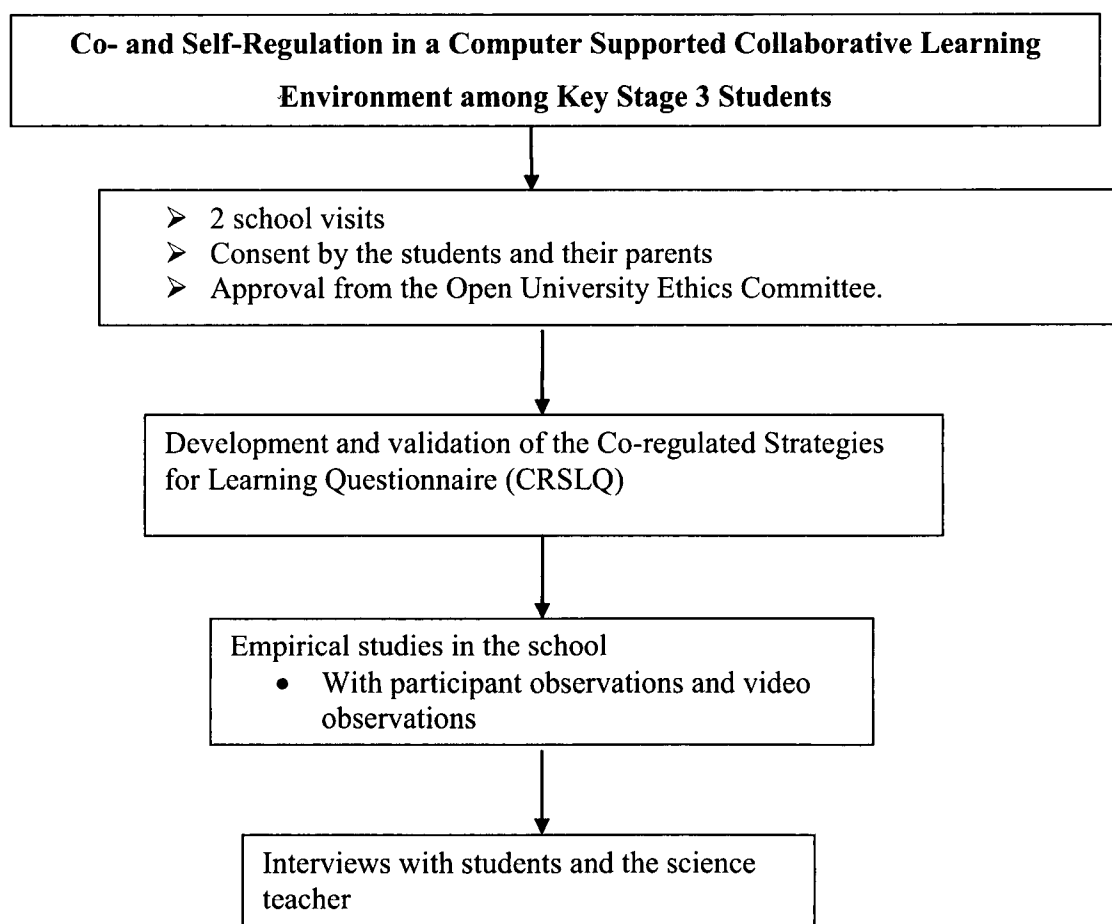 Co- and Self-Regulation in a Computer Supported Collaborative Learning
Environment among Key Stage 3 Students
➢ 2 school visits
➢ Consent by the students and their parents
➢ Approval from the Open University Ethics Committee.
Development and validation of the Co-regulated Strategies
for Learning Questionnaire (CRSLQ)
Empirical studies in the school
• With participant observations and video
observations
Interviews with students and the science
teacher